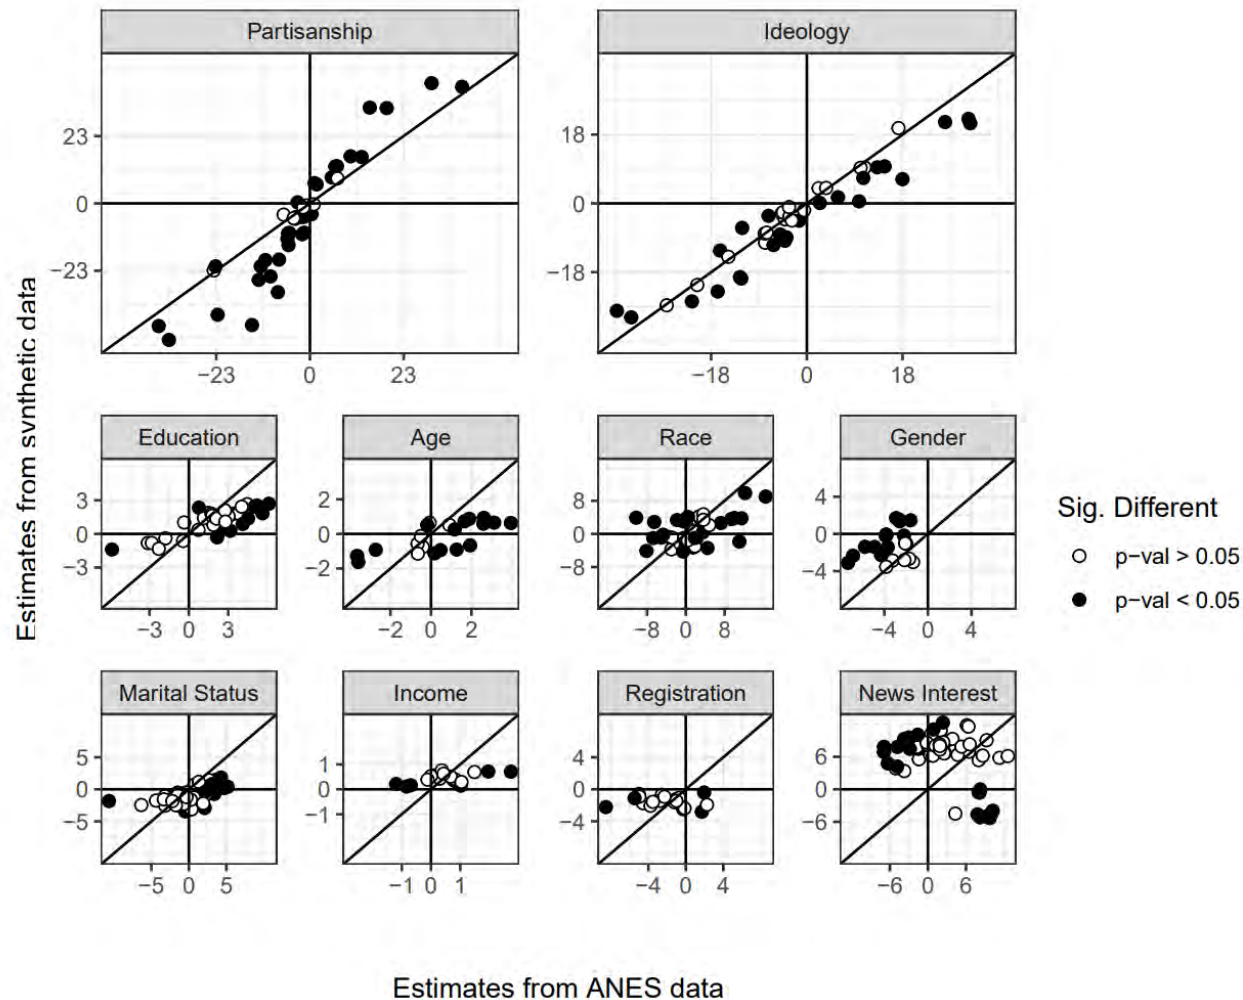 Partisanship
Ideology
23
0
−23
−23 0 23
18
0
−18
−18 0 18
Estimates from synthetic data
Education
Age
Race
Gender
3
0
−3
−3 0 3
2
0
−2
−2 0 2
8
0
−8
−8 0 8
4
0
−4
−4 0 4
Sig. Different
p−val > 0.05
p−val < 0.05
Marital Status
Income
Registration
News Interest
5
0
−5
−5 0 5
1
0
−1
−1 0 1
4
0
−4
−4 0 4
6
0
−6
−6 0 6
Estimates from ANES data